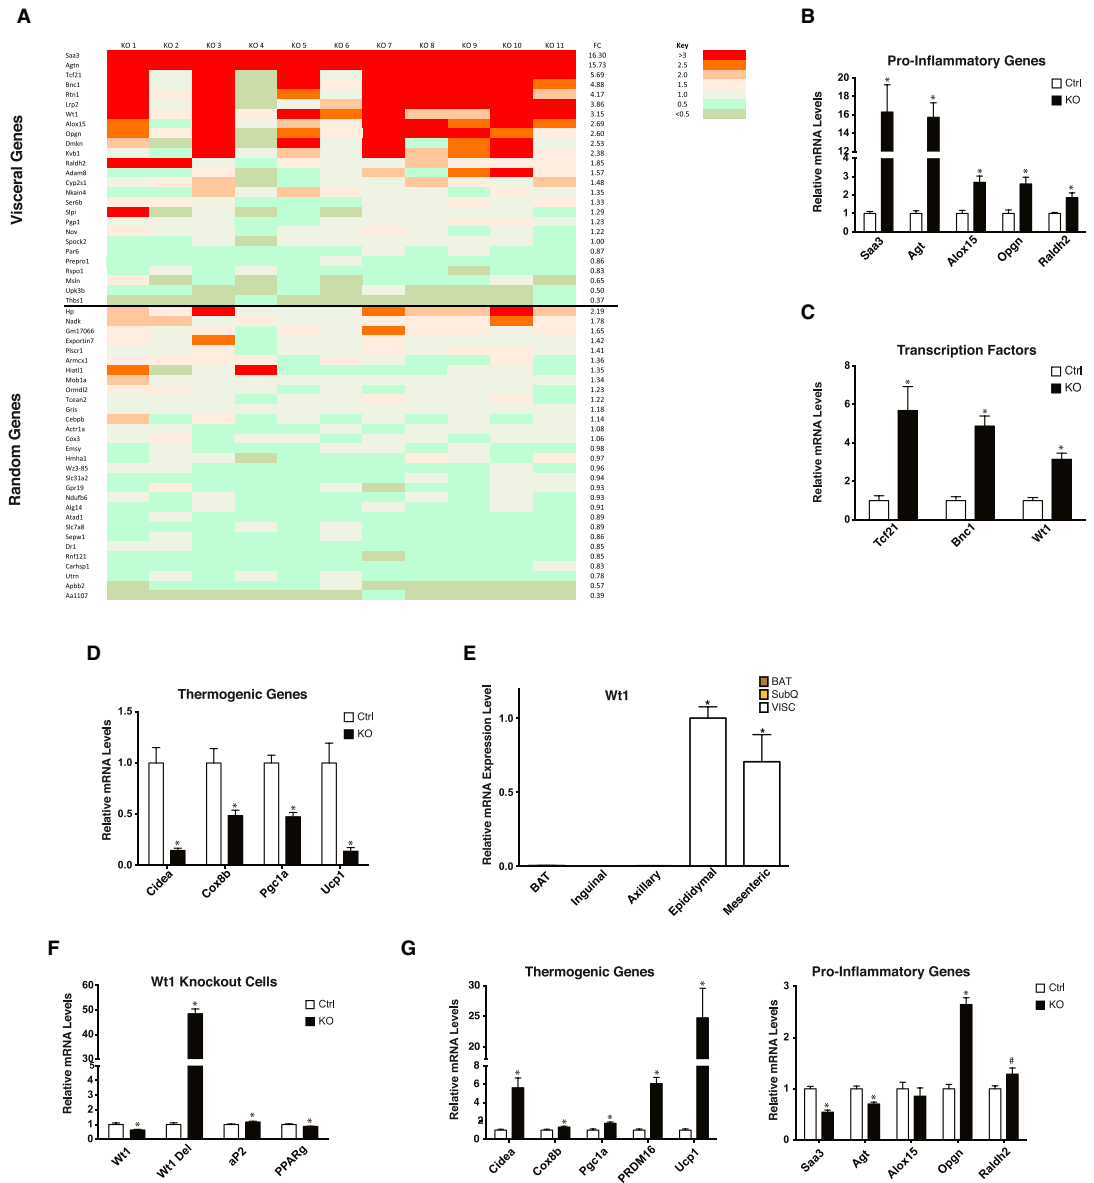 A
KO 1 KO 2 KO 3 KO 4 KO 5 KO 6 KO 7 KO 8 KO 9 KO 10 KO 11 FC
Visceral Genes
Saa3 16.30
Agtn 15.73
Tcf21 5.69
Bnc1 4.88
Rtn1 4.17
Lrp2 3.86
Wt1 3.15
Alox15 2.69
Opgn 2.60
Dmkn 2.53
Kvb1 2.38
Raldh2 1.85
Adam8 1.57
Cyp2s1 1.48
Nkain4 1.35
Ser6b 1.33
Slpi 1.29
Pgp1 1.23
Nov 1.22
Spock2 1.00
Par6 0.87
Prepro1 0.86
Rspo1 0.83
Msln 0.65
Upk3b 0.50
Thbs1 0.37
Random Genes
Hp 2.19
Nadk 1.78
Gm17066 1.65
Exportin7 1.42
Plscr1 1.41
Armcx1 1.36
Hiatl1 1.35
Mob1a 1.34
Ormdl2 1.23
Tcean2 1.22
Gris 1.18
Cebpb 1.14
Actr1a 1.08
Cox3 1.06
Emsy 0.98
Hmha1 0.97
Wz3-85 0.96
Slc31a2 0.94
Gpr19 0.93
Ndufb6 0.93
Alg14 0.91
Atad1 0.89
Slc7a8 0.89
Sepw1 0.86
Dr1 0.85
Rnf121 0.85
Carhsp1 0.83
Utrn 0.78
Apbb2 0.57
Aa1107 0.39
Key
>3
2.5
2.0
1.5
1.0
0.5
<0.5
B
Pro-Inflammatory Genes
Ctrl
KO
Relative mRNA Levels
20
18
16
14
12
4
3
2
1
0
* * * * *
Saa3 Agt Alox15 Opgn Raldh2
C
Transcription Factors
Ctrl
KO
Relative mRNA Levels
8
6
4
2
0
* * *
Tcf21 Bnc1 Wt1
D
Thermogenic Genes
Ctrl
KO
Relative mRNA Levels
1.5
1.0
0.5
0.0
* * * *
Cidea Cox8b Pgc1a Ucp1
E
Wt1
BAT
SubQ
VISC
Relative mRNA Expression Level
1.0
0.5
0.0
* *
BAT Inguinal Axillary Epididymal Mesenteric
F
Wt1 Knockout Cells
Ctrl
KO
Relative mRNA Levels
60
50
40
30
5
4
3
2
1
0
* * * *
Wt1 Wt1 Del aP2 PPARg
G
Thermogenic Genes
Relative mRNA Levels
30
25
20
15
10
8
6
4
2
0
* * * * *
Cidea Cox8b Pgc1a PRDM16 Ucp1
Pro-Inflammatory Genes
Ctrl
KO
Relative mRNA Levels
3
2
1
0
* * * #
Saa3 Agt Alox15 Opgn Raldh2